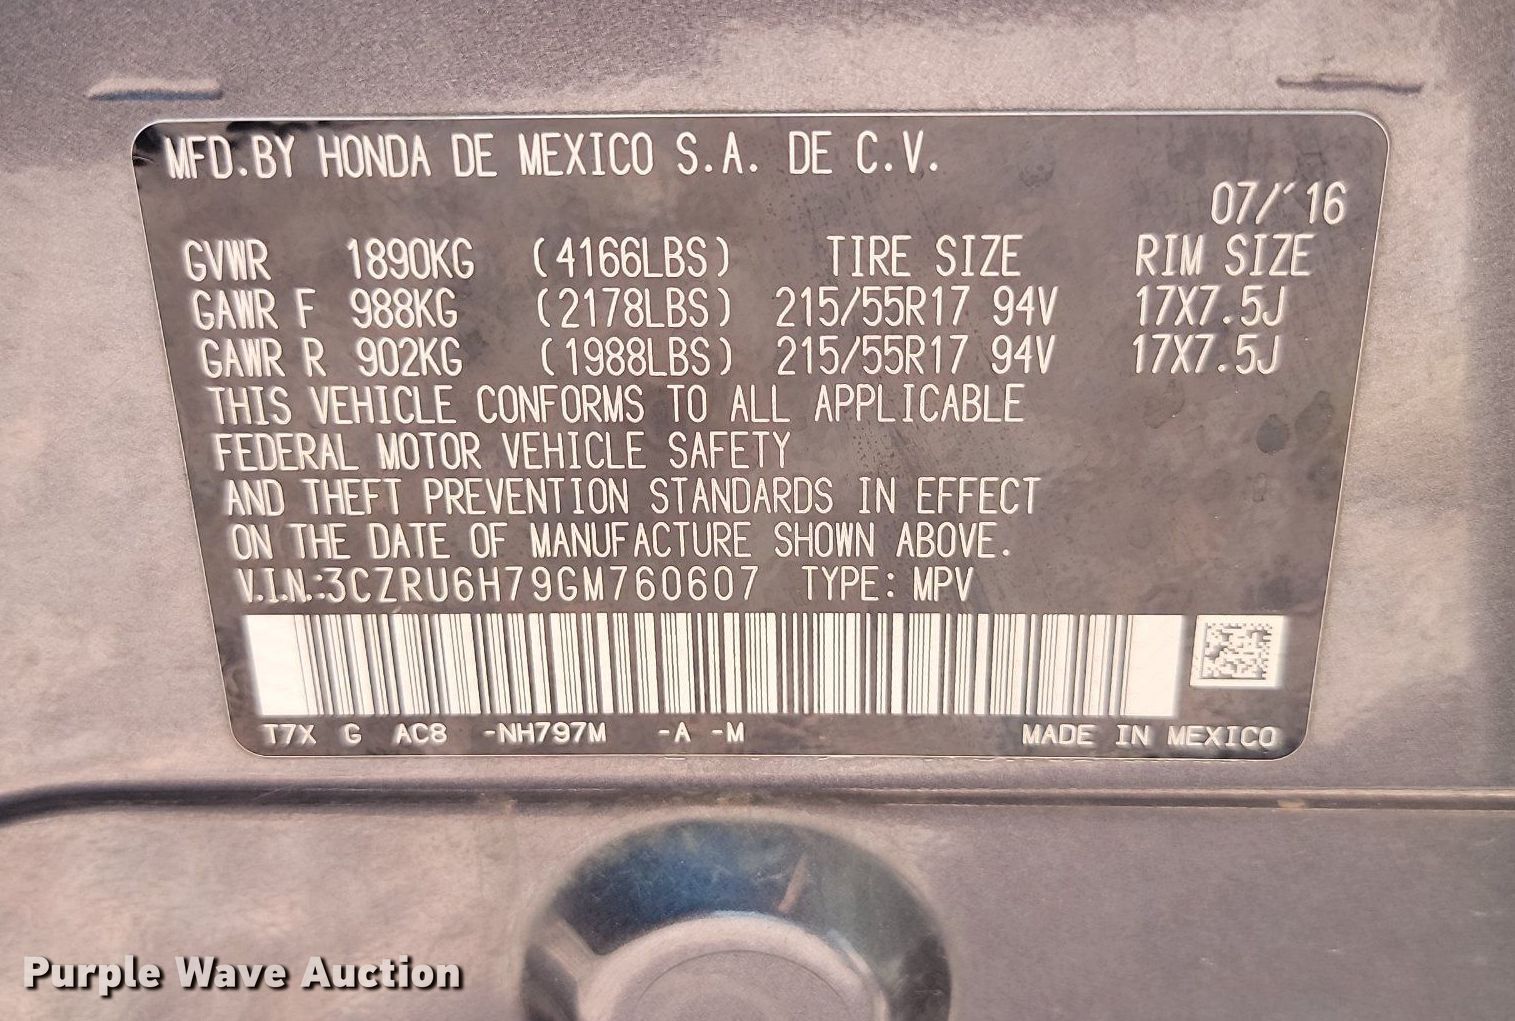 MFD.BY HONDA DE MEXICO S.A. DE C.V.
07/'16
GVWR 1890KG (4166LBS) TIRE SIZE RIM SIZE
GAWR F 988KG (2178LBS) 215/55R17 94V 17X7.5J
GAWR R 902KG (1988LBS) 215/55R17 94V 17X7.5J
THIS VEHICLE CONFORMS TO ALL APPLICABLE
FEDERAL MOTOR VEHICLE SAFETY
AND THEFT PREVENTION STANDARDS IN EFFECT
ON THE DATE OF MANUFACTURE SHOWN ABOVE.
V.I.N.:3CZRU6H79GM760607 TYPE: MPV
T7X G AC8 -NH797M -A -M MADE IN MEXICO
Purple Wave Auction